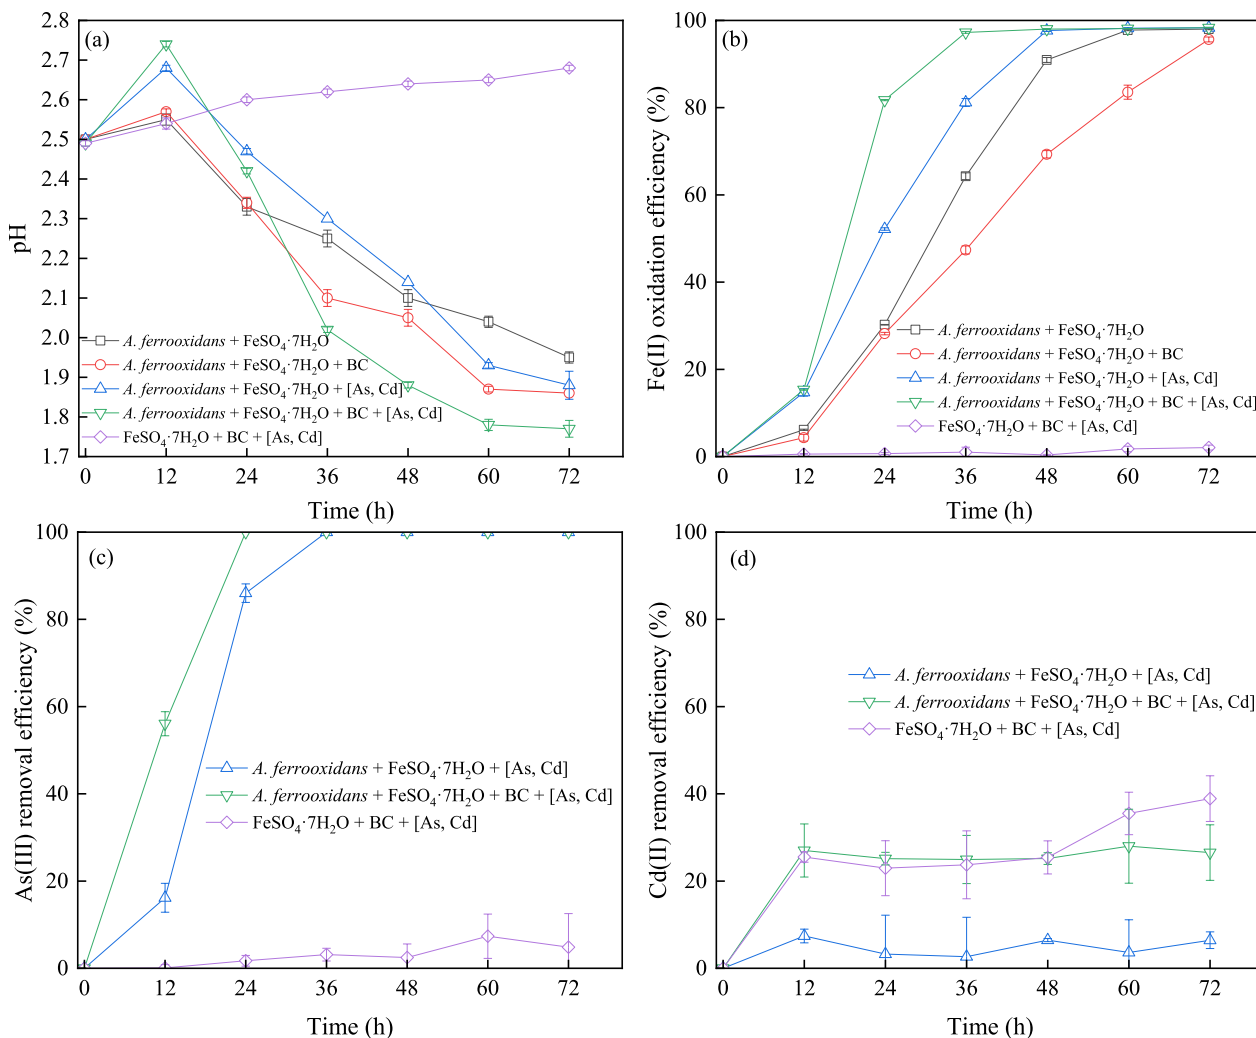 2.8
2.7
2.6
2.5
2.4
2.3
2.2
2.1
2.0
1.9
1.8
1.7
pH
(a)
A. ferrooxidans + FeSO₄·7H₂O
A. ferrooxidans + FeSO₄·7H₂O + BC
A. ferrooxidans + FeSO₄·7H₂O + [As, Cd]
A. ferrooxidans + FeSO₄·7H₂O + BC + [As, Cd]
FeSO₄·7H₂O + BC + [As, Cd]
0 12 24 36 48 60 72
Time (h)
100
80
60
40
20
0
Fe(II) oxidation efficiency (%)
(b)
A. ferrooxidans + FeSO₄·7H₂O
A. ferrooxidans + FeSO₄·7H₂O + BC
A. ferrooxidans + FeSO₄·7H₂O + [As, Cd]
A. ferrooxidans + FeSO₄·7H₂O + BC + [As, Cd]
FeSO₄·7H₂O + BC + [As, Cd]
0 12 24 36 48 60 72
Time (h)
100
80
60
40
20
0
As(III) removal efficiency (%)
(c)
A. ferrooxidans + FeSO₄·7H₂O + [As, Cd]
A. ferrooxidans + FeSO₄·7H₂O + BC + [As, Cd]
FeSO₄·7H₂O + BC + [As, Cd]
0 12 24 36 48 60 72
Time (h)
100
80
60
40
20
0
Cd(II) removal efficiency (%)
(d)
A. ferrooxidans + FeSO₄·7H₂O + [As, Cd]
A. ferrooxidans + FeSO₄·7H₂O + BC + [As, Cd]
FeSO₄·7H₂O + BC + [As, Cd]
0 12 24 36 48 60 72
Time (h)